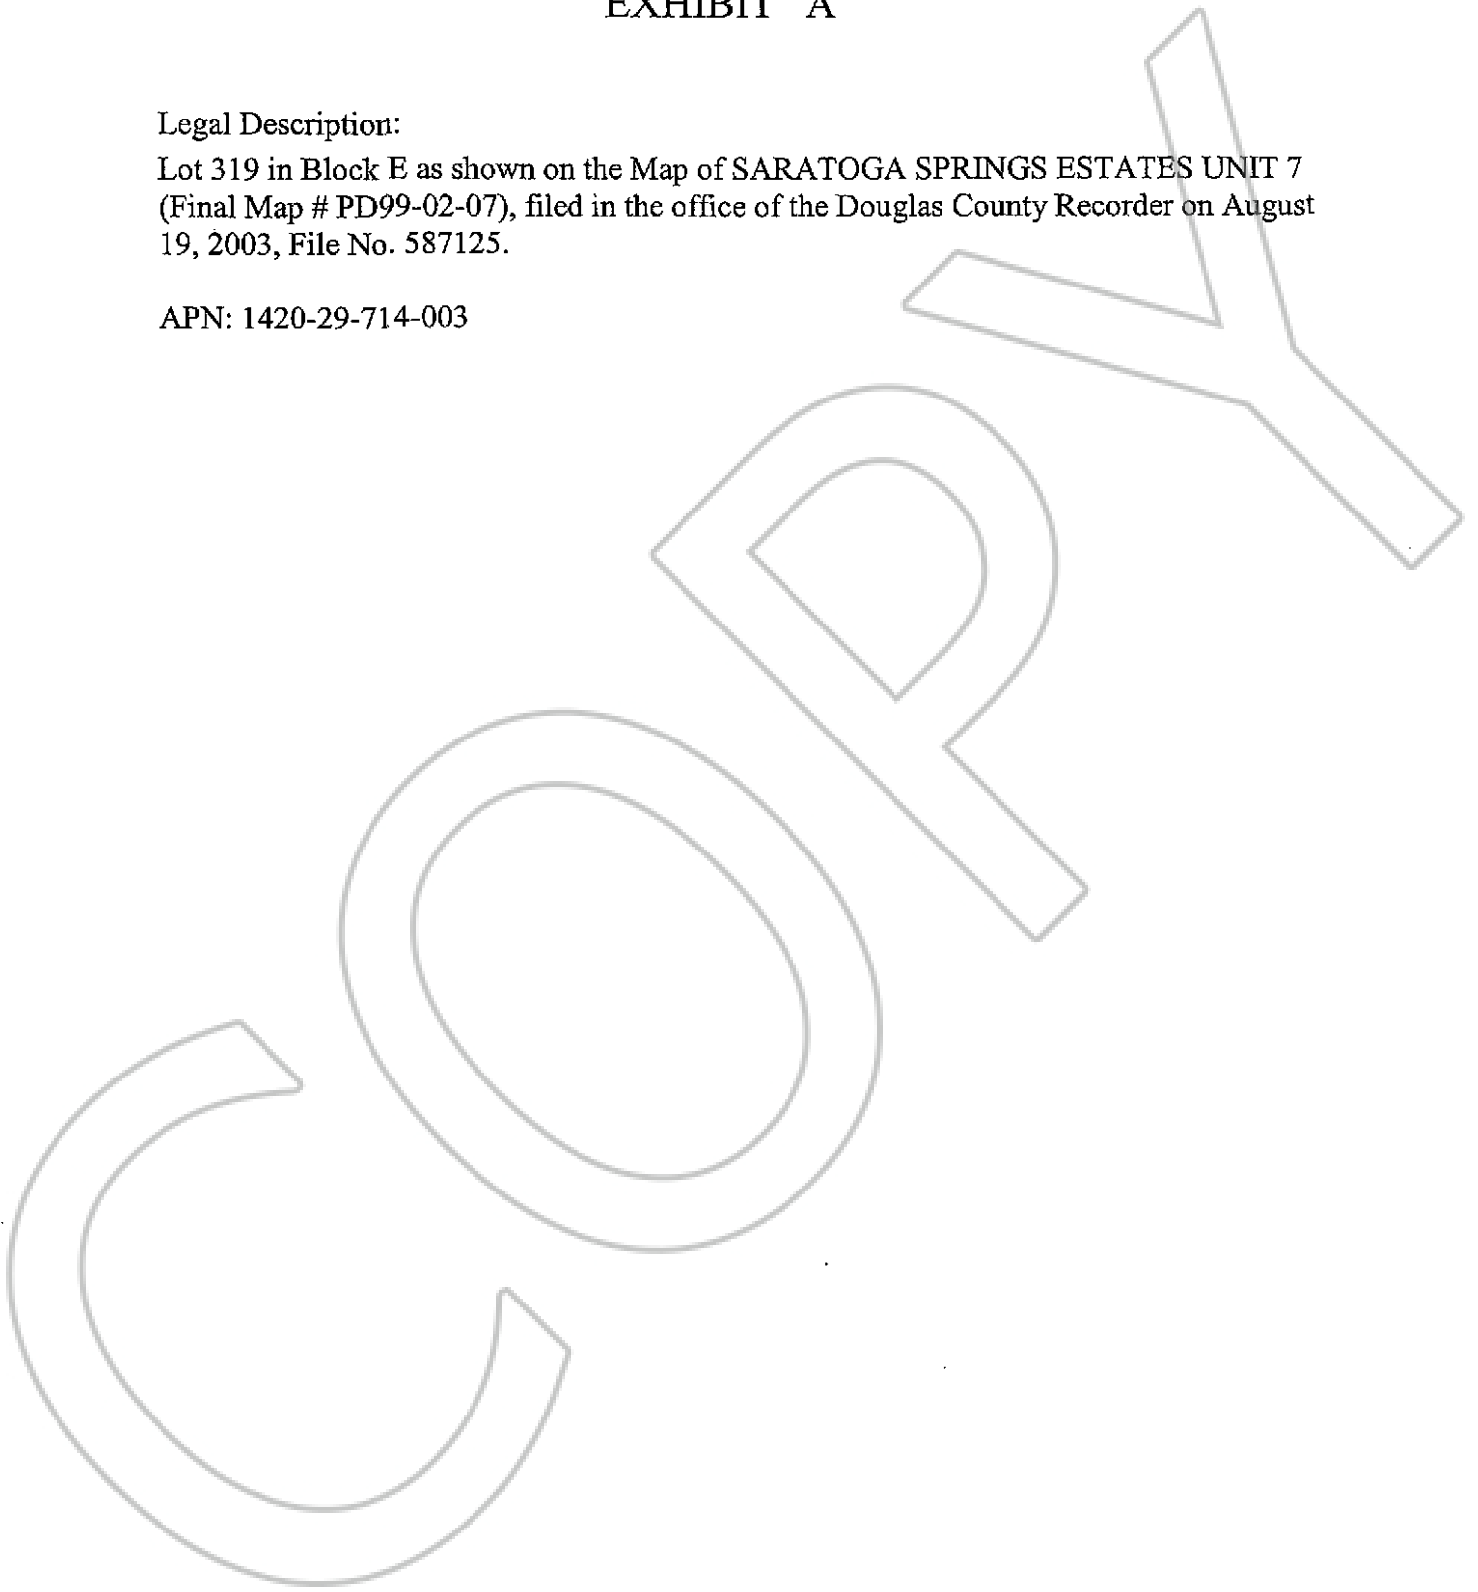 EXHIBIT A
Legal Description:
Lot 319 in Block E as shown on the Map of SARATOGA SPRINGS ESTATES UNIT 7
(Final Map # PD99-02-07), filed in the office of the Douglas County Recorder on August
19, 2003, File No. 587125.
APN: 1420-29-714-003
COPY